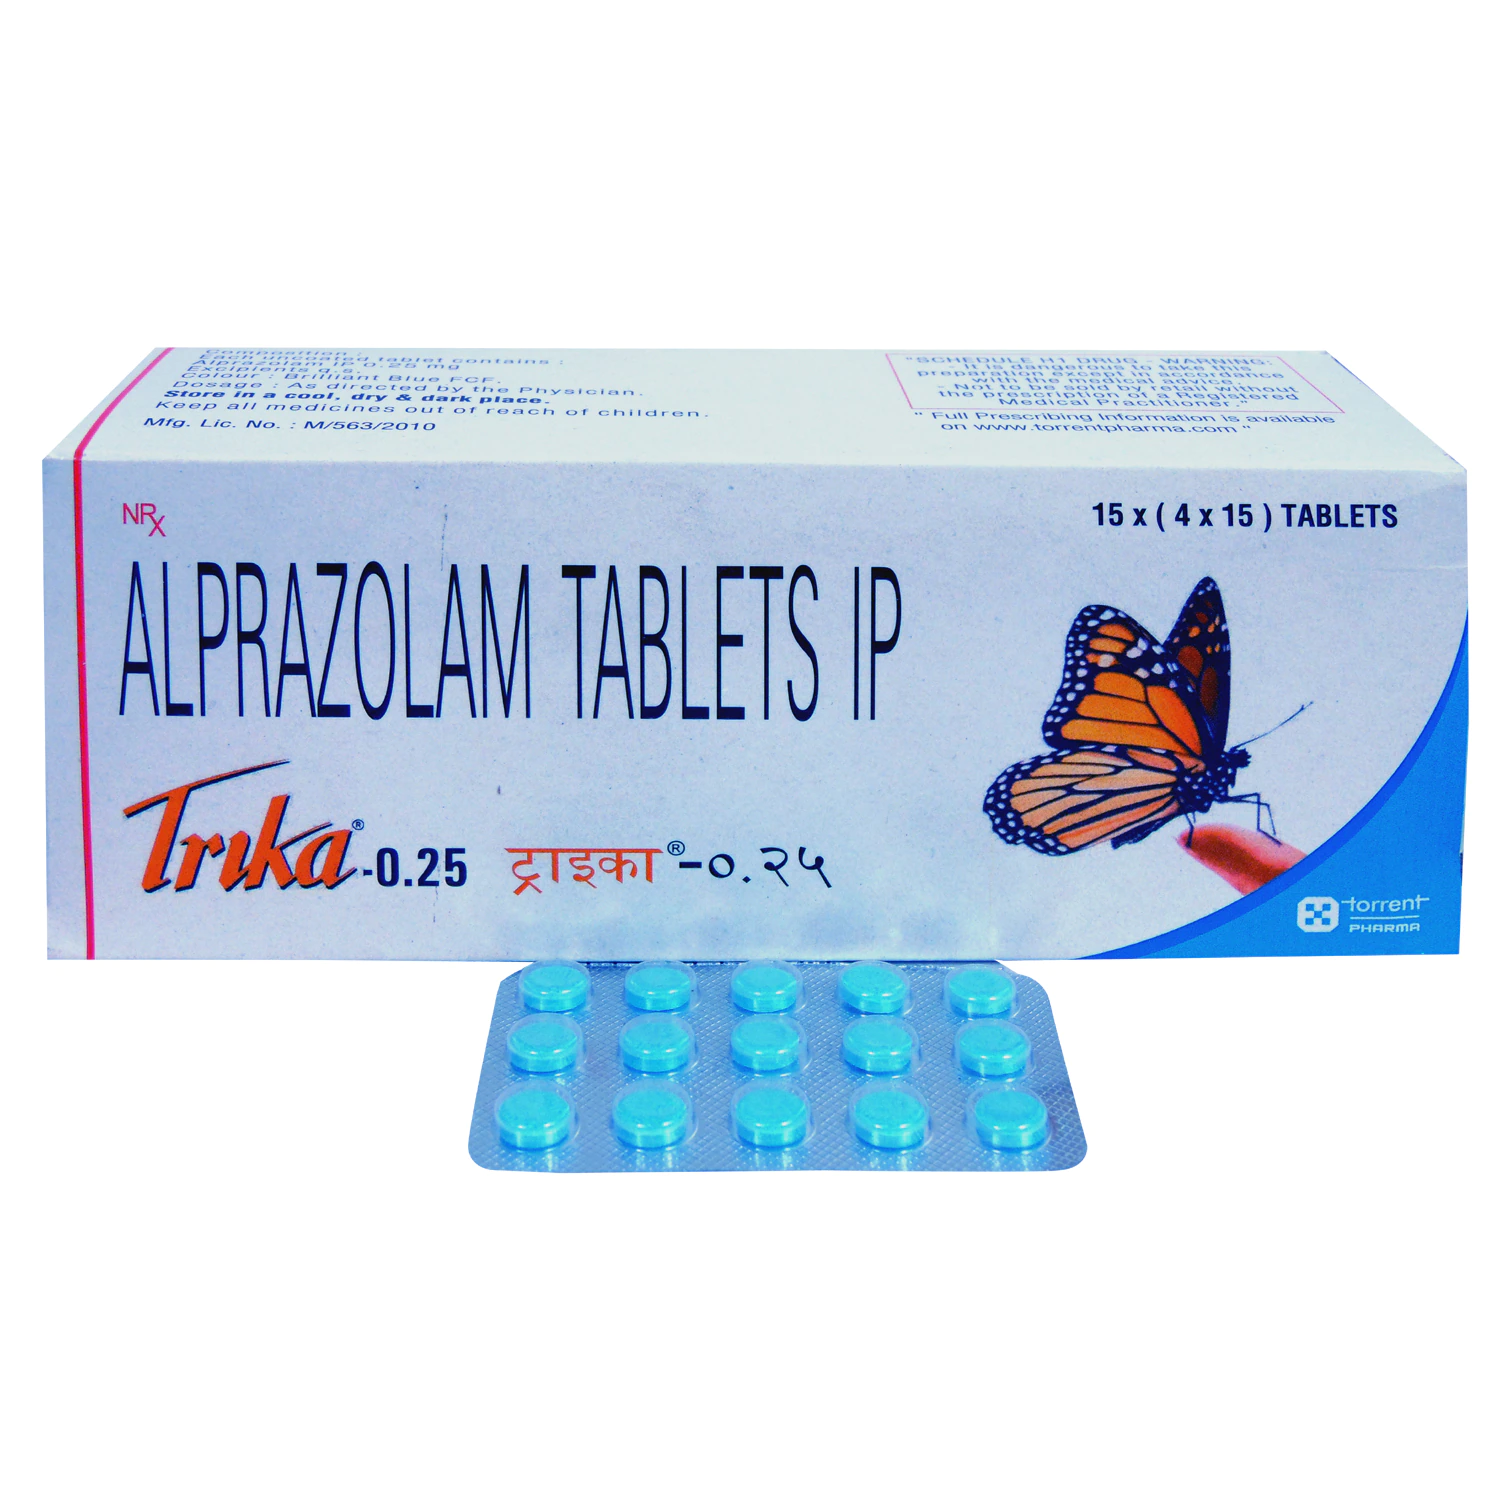 Composition :
Each uncoated tablet contains :
Alprazolam IP 0.25 mg
Excipients q.s.
Colour : Brilliant Blue FCF.
Dosage : As directed by the Physician.
Store in a cool, dry & dark place.
Keep all medicines out of reach of children.
Mfg. Lic. No. : M/563/2010
"SCHEDULE H1 DRUG - WARNING:
- It is dangerous to take this
preparation except in accordance
with the medical advice.
- Not to be sold by retail without
the prescription of a Registered
Medical Practitioner."
" Full Prescribing Information is available
on www.torrentpharma.com "
NRX
15 x ( 4 x 15 ) TABLETS
ALPRAZOLAM TABLETS IP
Trika®-0.25 ट्राइका®-०.२५
torrent
PHARMA